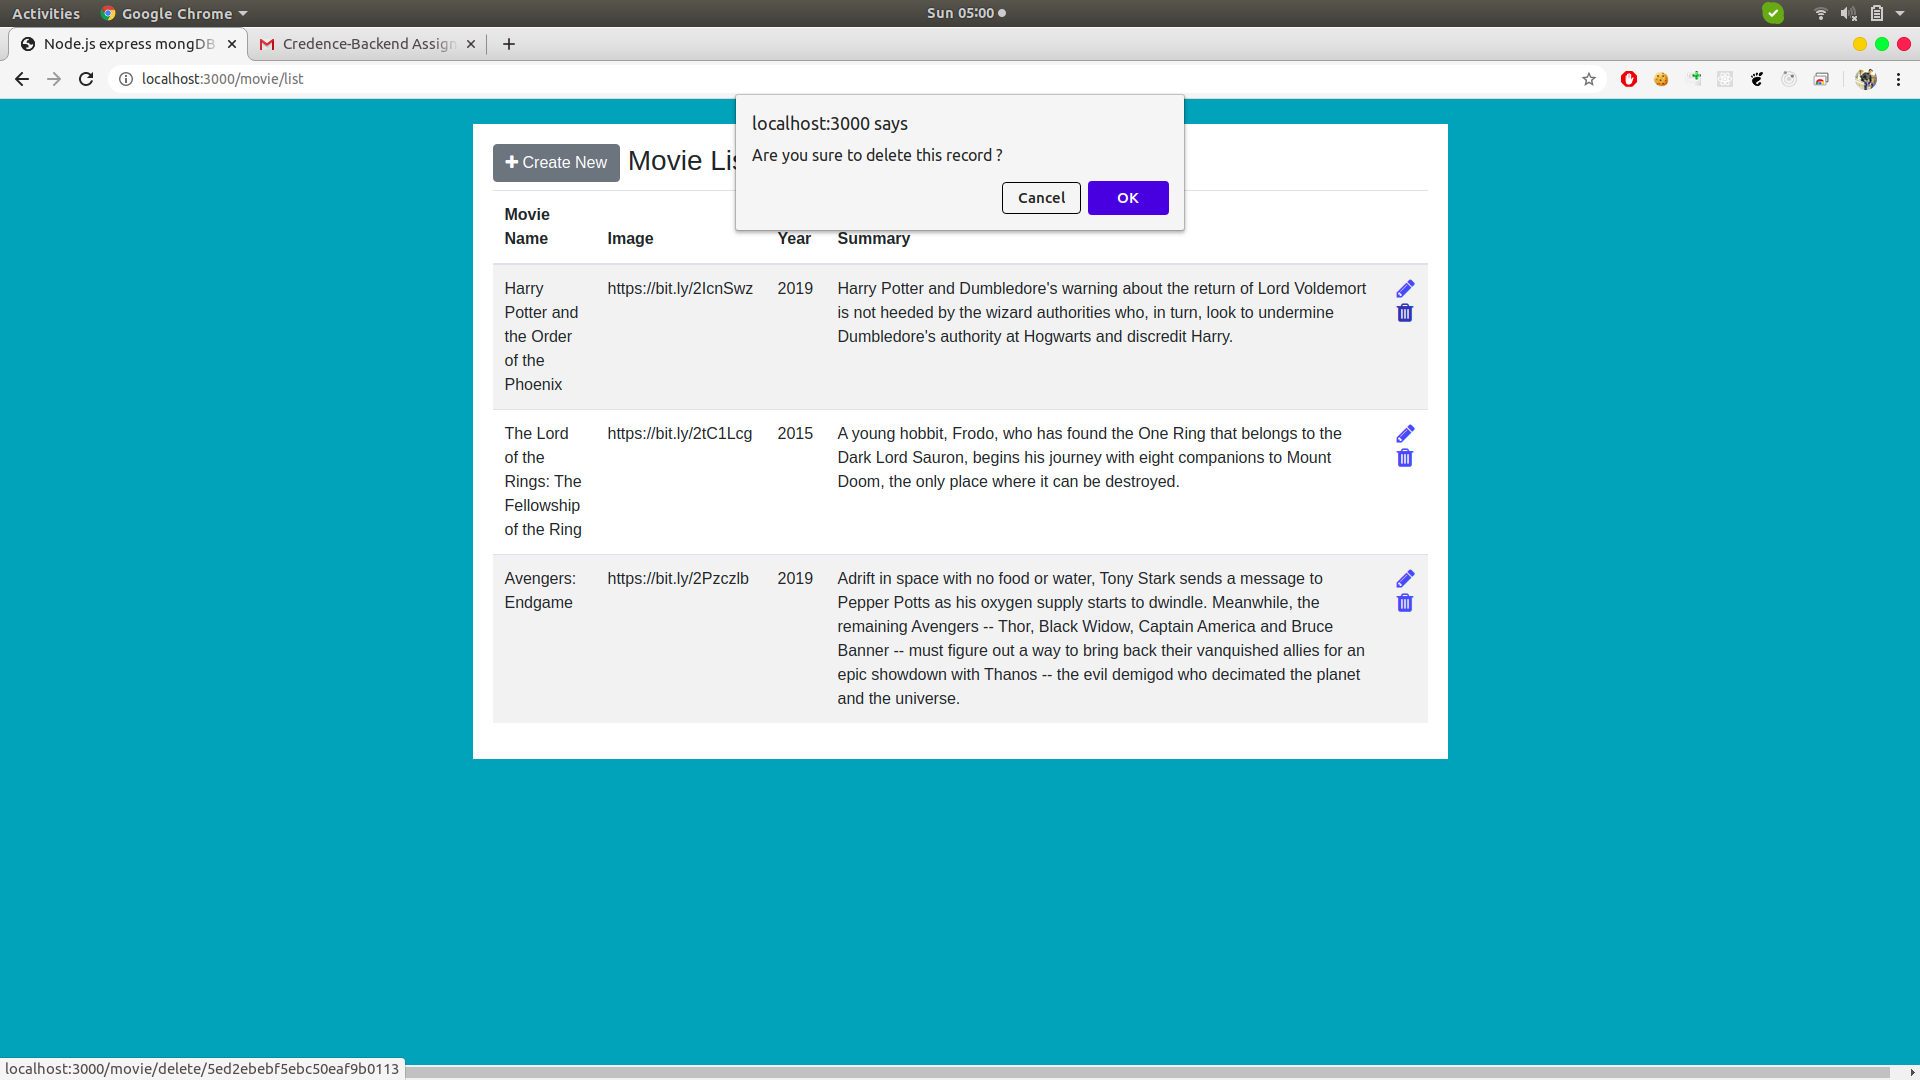 Activities
Google Chrome
Sun 05:00
Node.js express mongDB
Credence-Backend Assign
localhost:3000/movie/list
localhost:3000 says
Are you sure to delete this record ?
Cancel
OK
Create New
Movie Lis
Movie Name
Image
Year
Summary
Harry
Potter and
the Order
of the
Phoenix
https://bit.ly/2IcnSwz
2019
Harry Potter and Dumbledore's warning about the return of Lord Voldemort
is not heeded by the wizard authorities who, in turn, look to undermine
Dumbledore's authority at Hogwarts and discredit Harry.
The Lord
of the
Rings: The
Fellowship
of the Ring
https://bit.ly/2tC1Lcg
2015
A young hobbit, Frodo, who has found the One Ring that belongs to the
Dark Lord Sauron, begins his journey with eight companions to Mount
Doom, the only place where it can be destroyed.
Avengers:
Endgame
https://bit.ly/2Pzczlb
2019
Adrift in space with no food or water, Tony Stark sends a message to
Pepper Potts as his oxygen supply starts to dwindle. Meanwhile, the
remaining Avengers -- Thor, Black Widow, Captain America and Bruce
Banner -- must figure out a way to bring back their vanquished allies for an
epic showdown with Thanos -- the evil demigod who decimated the planet
and the universe.
localhost:3000/movie/delete/5ed2ebebf5ebc50eaf9b0113